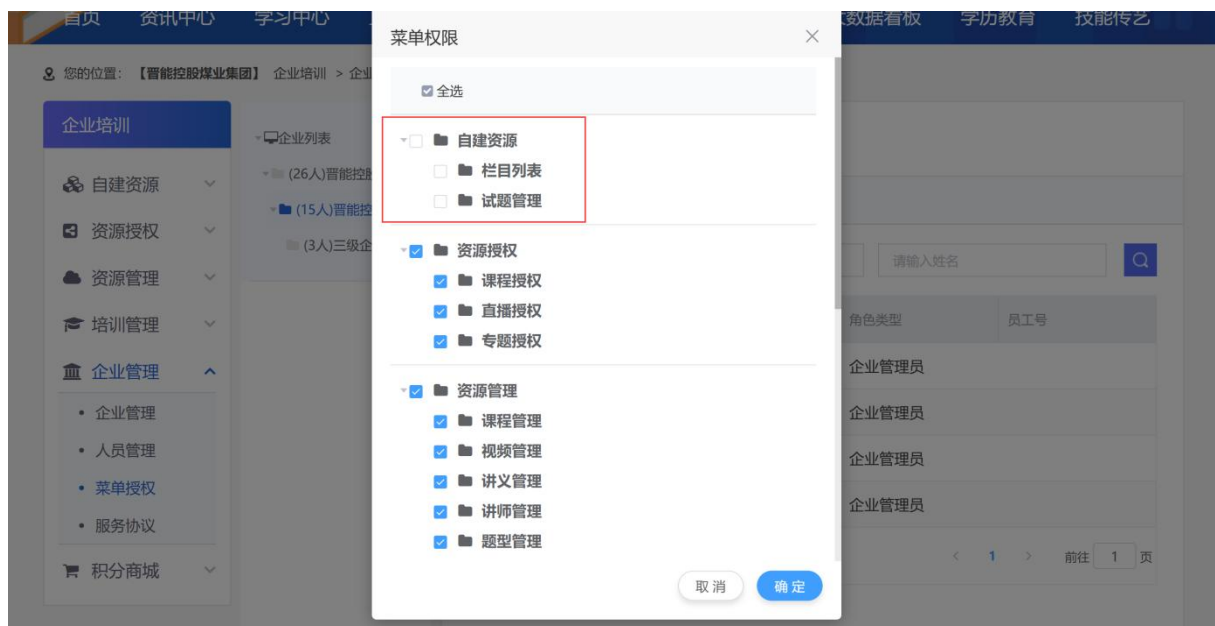 首页 资讯中心 学习中心 大数据看板 学历教育 技能传艺
您的位置: 【晋能控股煤业集团】 企业培训 > 企业
企业培训
自建资源
资源授权
资源管理
培训管理
企业管理
• 企业管理
• 人员管理
• 菜单授权
• 服务协议
积分商城
企业列表
(26人)晋能控股
(15人)晋能控
(3人)三级企
菜单权限
全选
自建资源
栏目列表
试题管理
资源授权
课程授权
直播授权
专题授权
资源管理
课程管理
视频管理
讲义管理
讲师管理
题型管理
取消 确定
请输入姓名
角色类型 员工号
企业管理员
企业管理员
企业管理员
企业管理员
< 1 > 前往 1 页